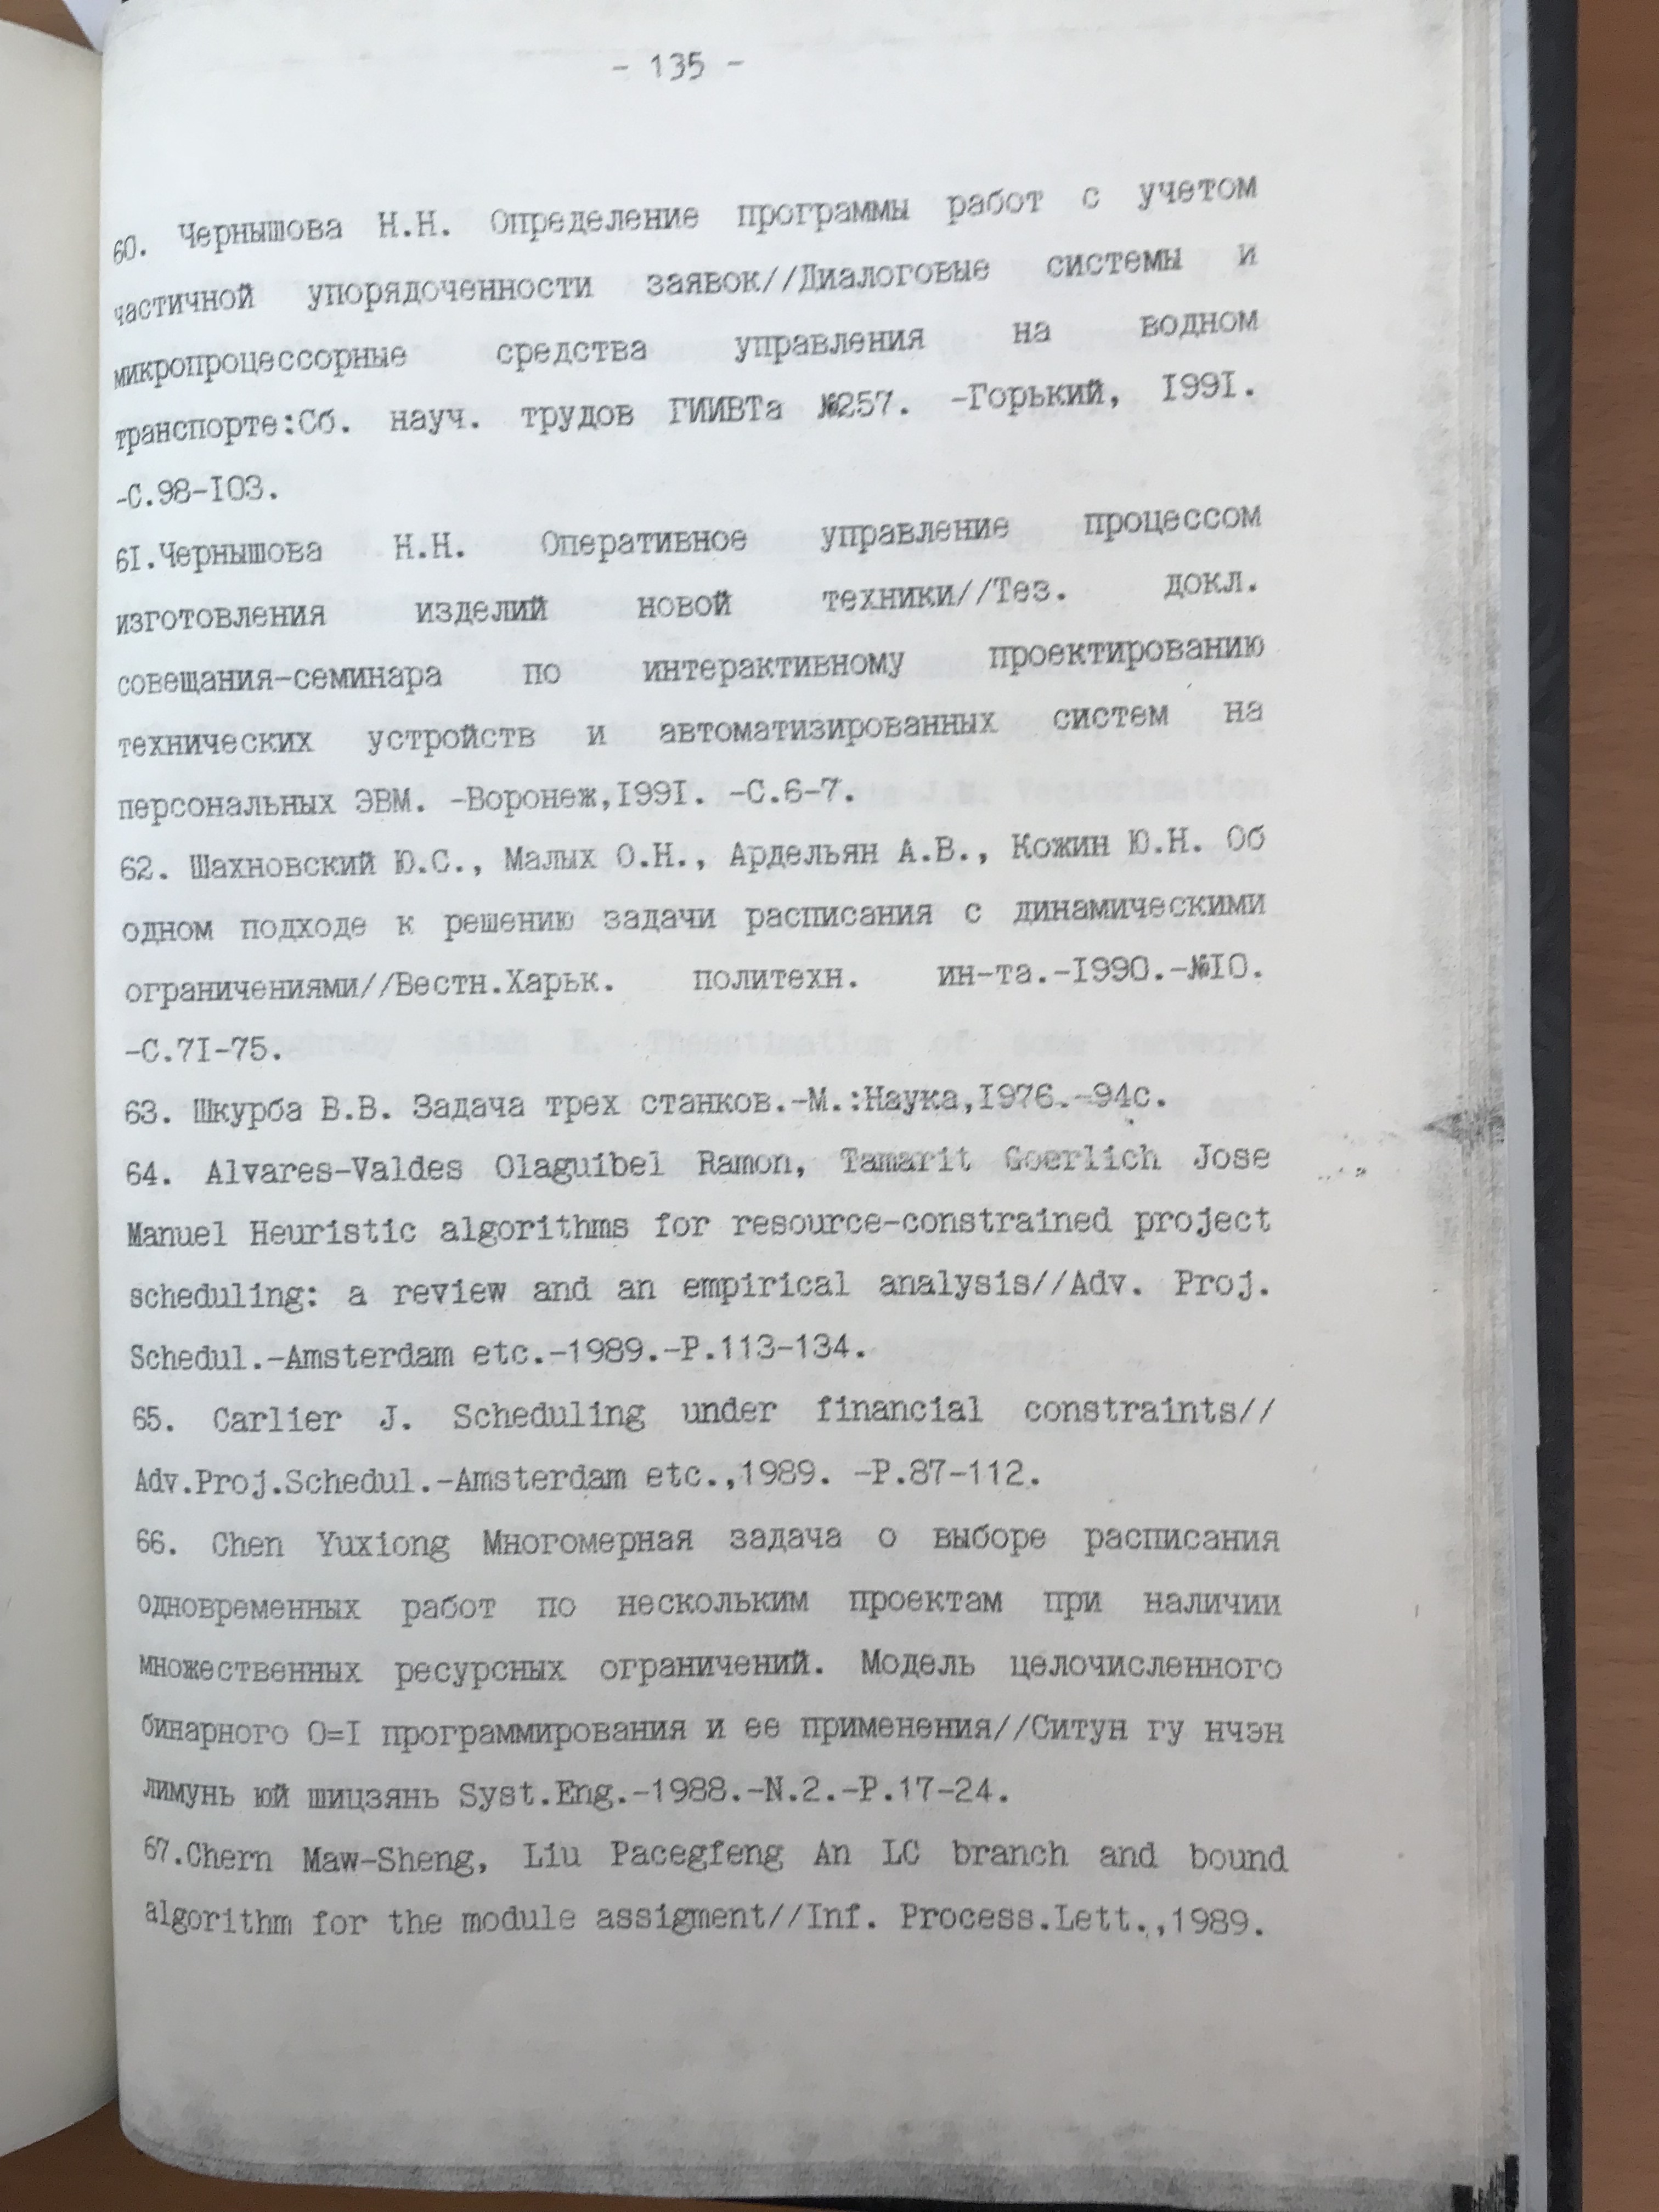 - 135 -
60. Чернышова Н.Н. Определение программы работ с учетом
частичной упорядоченности заявок//Диалоговые системы и
микропроцессорные средства управления на водном
транспорте:Сб. науч. трудов ГИИВТа №257. -Горький, I99I.
-С.98-I03.
6I.Чернышова Н.Н. Оперативное управление процессом
изготовления изделий новой техники//Тез. докл.
совещания-семинара по интерактивному проектированию
технических устройств и автоматизированных систем на
персональных ЭВМ. -Воронеж,I99I. -С.6-7.
62. Шахновский Ю.С., Малых О.Н., Ардельян А.В., Кожин Ю.Н. Об
одном подходе к решению задачи расписания с динамическими
ограничениями//Вестн.Харьк. политехн. ин-та.-I990.-№I0.
-С.7I-75.
63. Шкурба В.В. Задача трех станков.-М.:Наука,I976.-94с.
64. Alvares-Valdes Olaguibel Ramon, Tamarit Goerlich Jose
Manuel Heuristic algorithms for resource-constrained project
scheduling: a review and an empirical analysis//Adv. Proj.
Schedul.-Amsterdam etc.-1989.-P.113-134.
65. Carlier J. Scheduling under financial constraints//
Adv.Proj.Schedul.-Amsterdam etc.,1989. -P.87-112.
66. Chen Yuxiong Многомерная задача о выборе расписания
одновременных работ по нескольким проектам при наличии
множественных ресурсных ограничений. Модель целочисленного
бинарного 0=I программирования и ее применения//Ситун гу нчэн
лимунь юй шицзянь Syst.Eng.-1988.-N.2.-P.17-24.
67.Chern Maw-Sheng, Liu Pacegfeng An LC branch and bound
algorithm for the module assigment//Inf. Process.Lett.,1989.